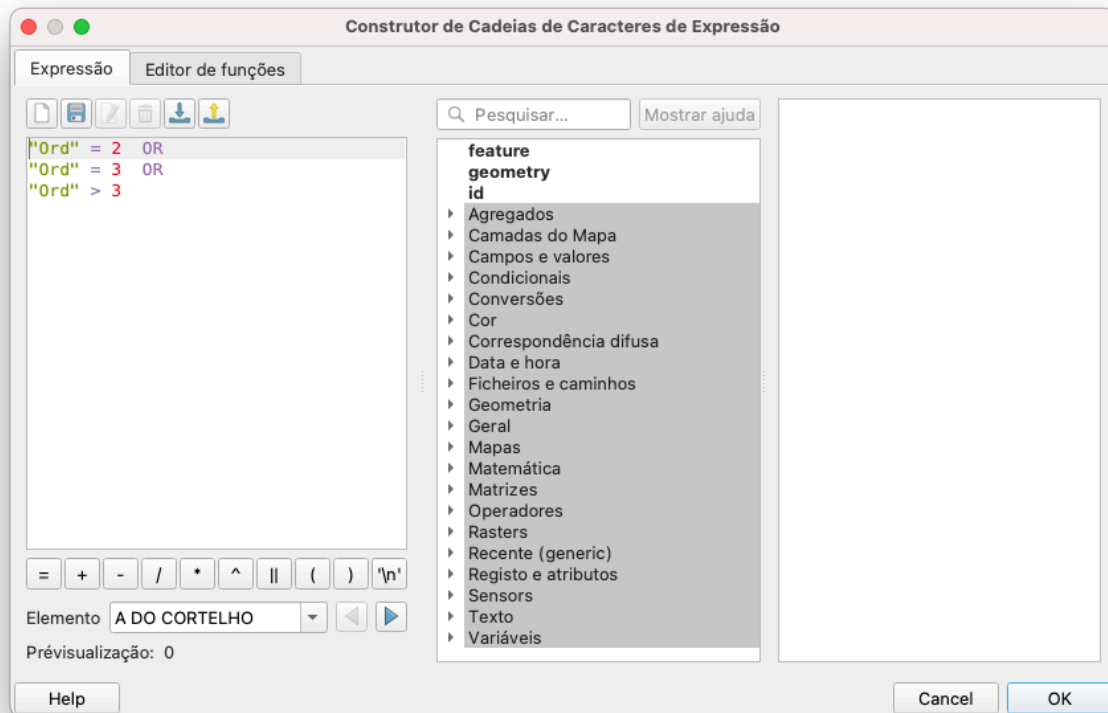 Construtor de Cadeias de Caracteres de Expressão
Expressão
Editor de funções
"Ord" = 2  OR
"Ord" = 3  OR
"Ord" > 3
= + - / * ^ || ( ) '\n'
Elemento A DO CORTELHO
Prévisualização: 0
Pesquisar...
Mostrar ajuda
feature
geometry
id
Agregados
Camadas do Mapa
Campos e valores
Condicionais
Conversões
Cor
Correspondência difusa
Data e hora
Ficheiros e caminhos
Geometria
Geral
Mapas
Matemática
Matrizes
Operadores
Rasters
Recente (generic)
Registo e atributos
Sensors
Texto
Variáveis
Help
Cancel
OK